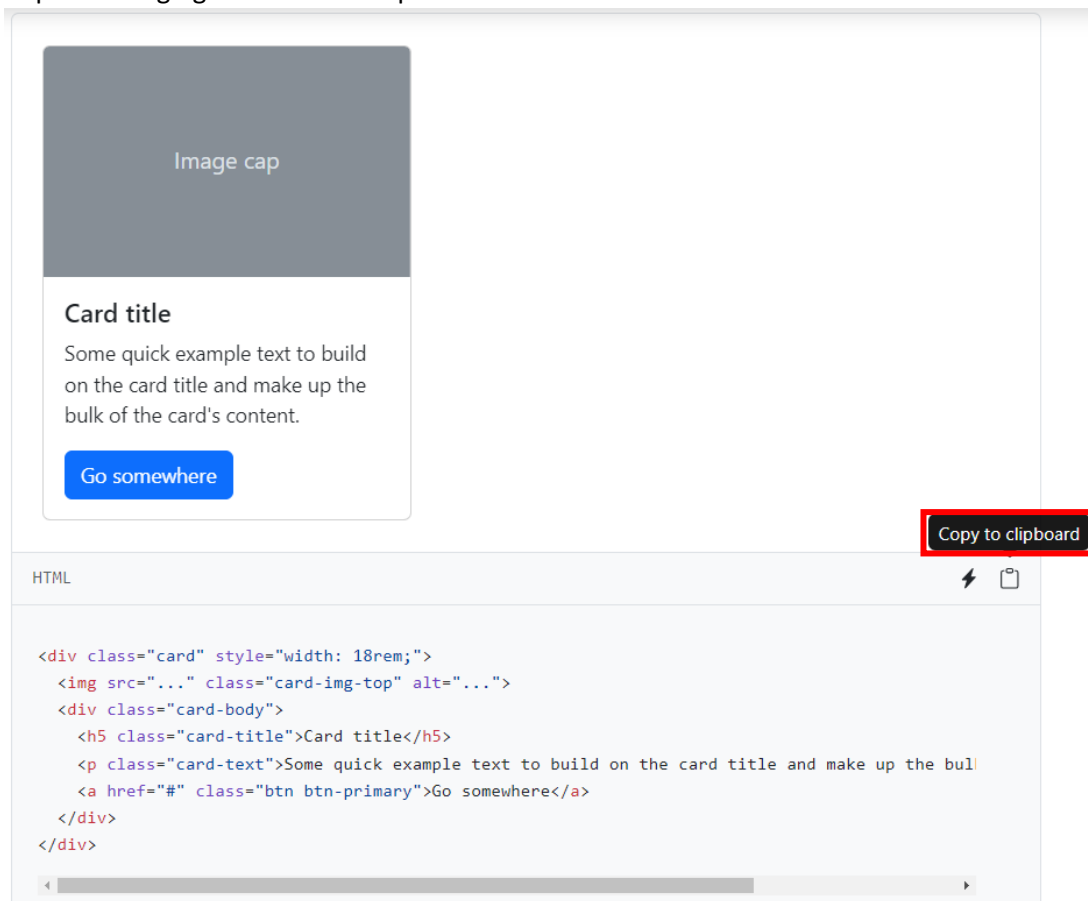 Image cap
Card title
Some quick example text to build
on the card title and make up the
bulk of the card's content.
Go somewhere
Copy to clipboard
HTML
<div class="card" style="width: 18rem;">
  <img src="..." class="card-img-top" alt="...">
  <div class="card-body">
    <h5 class="card-title">Card title</h5>
    <p class="card-text">Some quick example text to build on the card title and make up the bul
    <a href="#" class="btn btn-primary">Go somewhere</a>
  </div>
</div>